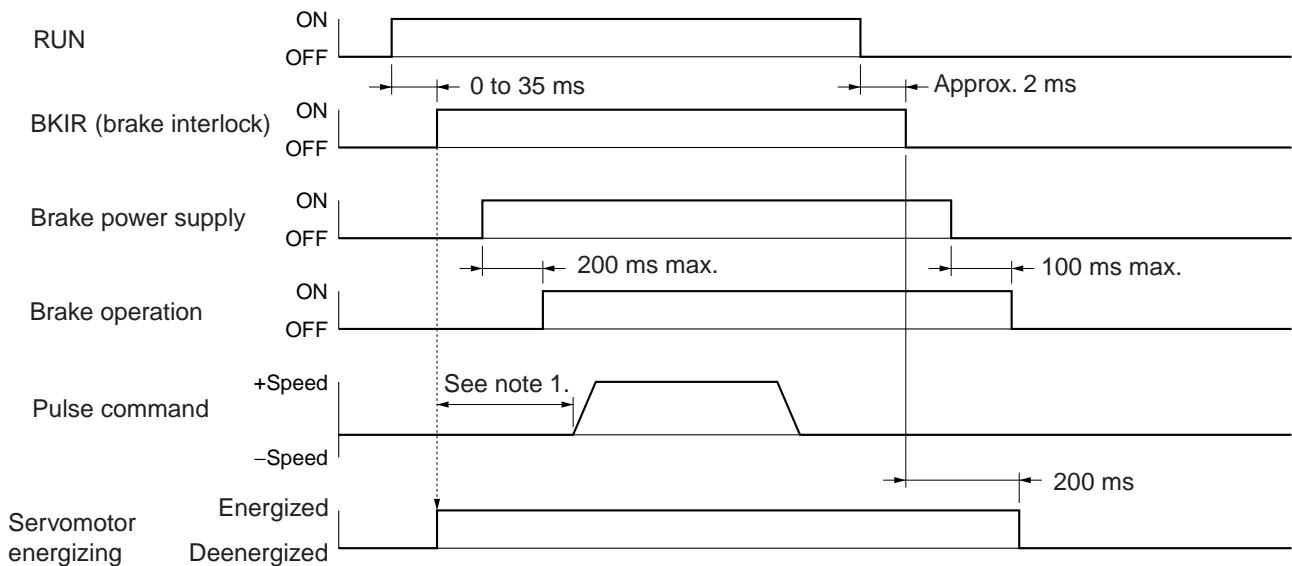 RUN
ON
OFF
0 to 35 ms
Approx. 2 ms
BKIR (brake interlock)
ON
OFF
Brake power supply
ON
OFF
200 ms max.
100 ms max.
Brake operation
ON
OFF
Pulse command
+Speed
See note 1.
−Speed
200 ms
Servomotor
energizing
Energized
Deenergized